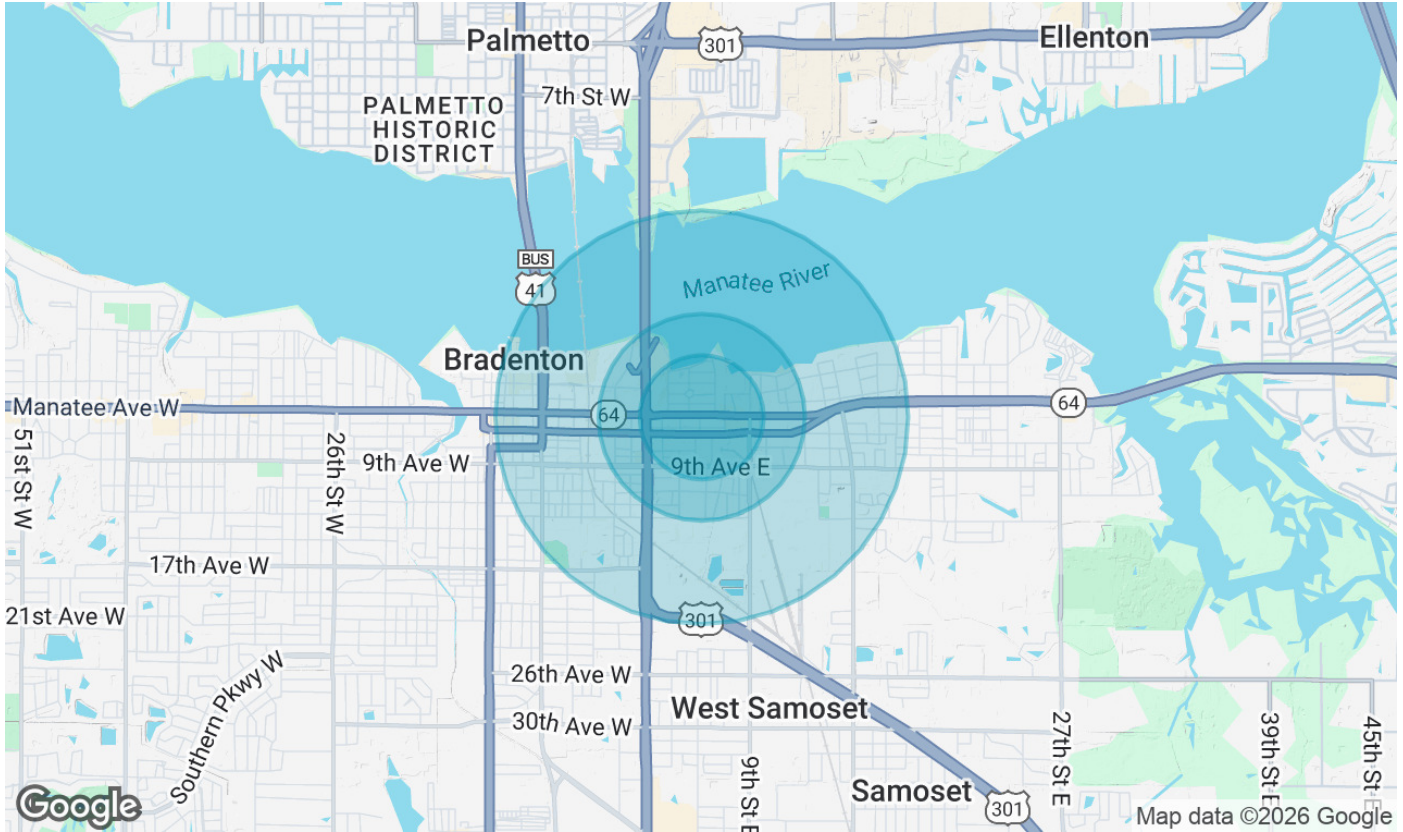 Palmetto
301
Ellenton
7th St W
PALMETTO
HISTORIC
DISTRICT
BUS
41
Manatee River
Bradenton
Manatee Ave W
64
64
51st St W
26th St W
9th Ave W
9th Ave E
17th Ave W
21st Ave W
301
26th Ave W
Southern Pkwy W
30th Ave W
West Samoset
9th St E
27th St E
39th St E
45th St E
Samoset
301
Google
Map data ©2026 Google